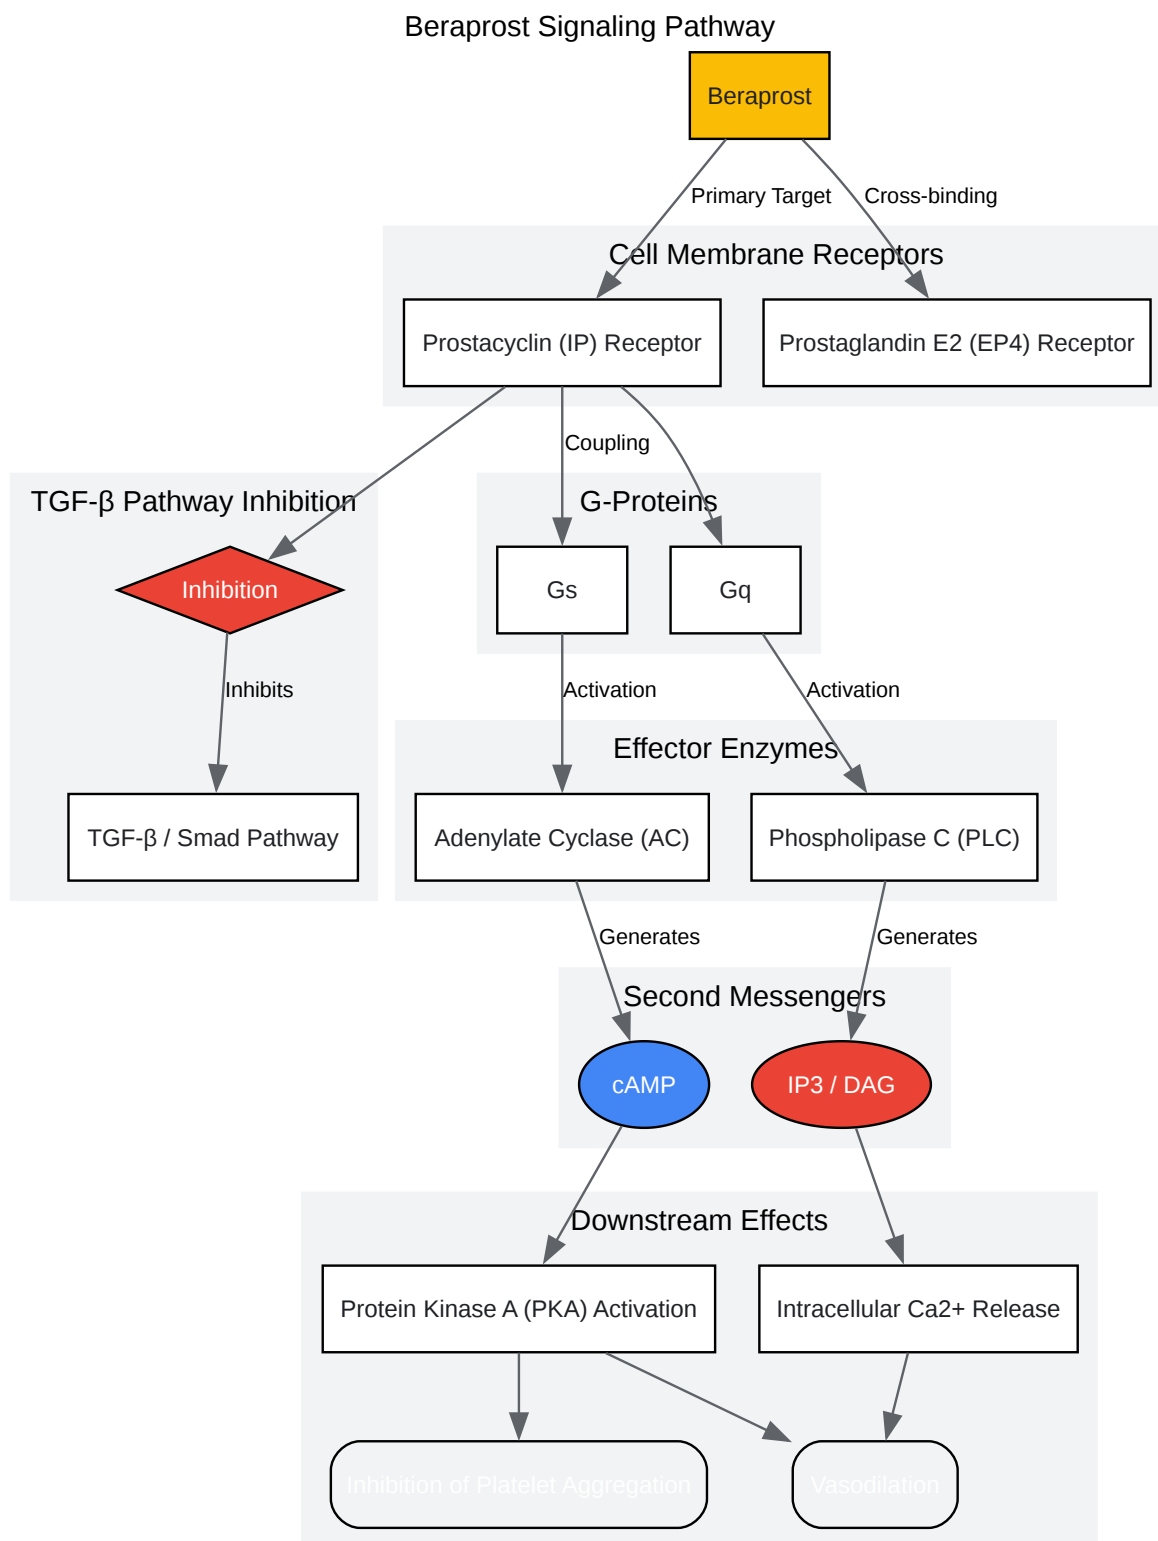 Beraprost Signaling Pathway
Beraprost
Primary Target
Cross-binding
Cell Membrane Receptors
Prostacyclin (IP) Receptor
Prostaglandin E2 (EP4) Receptor
Coupling
TGF-β Pathway Inhibition
G-Proteins
Inhibition
Gs
Gq
Inhibits
Activation
Activation
Effector Enzymes
TGF-β / Smad Pathway
Adenylate Cyclase (AC)
Phospholipase C (PLC)
Generates
Generates
Second Messengers
cAMP
IP3 / DAG
Downstream Effects
Protein Kinase A (PKA) Activation
Intracellular Ca2+ Release
Inhibition of Platelet Aggregation
Vasodilation